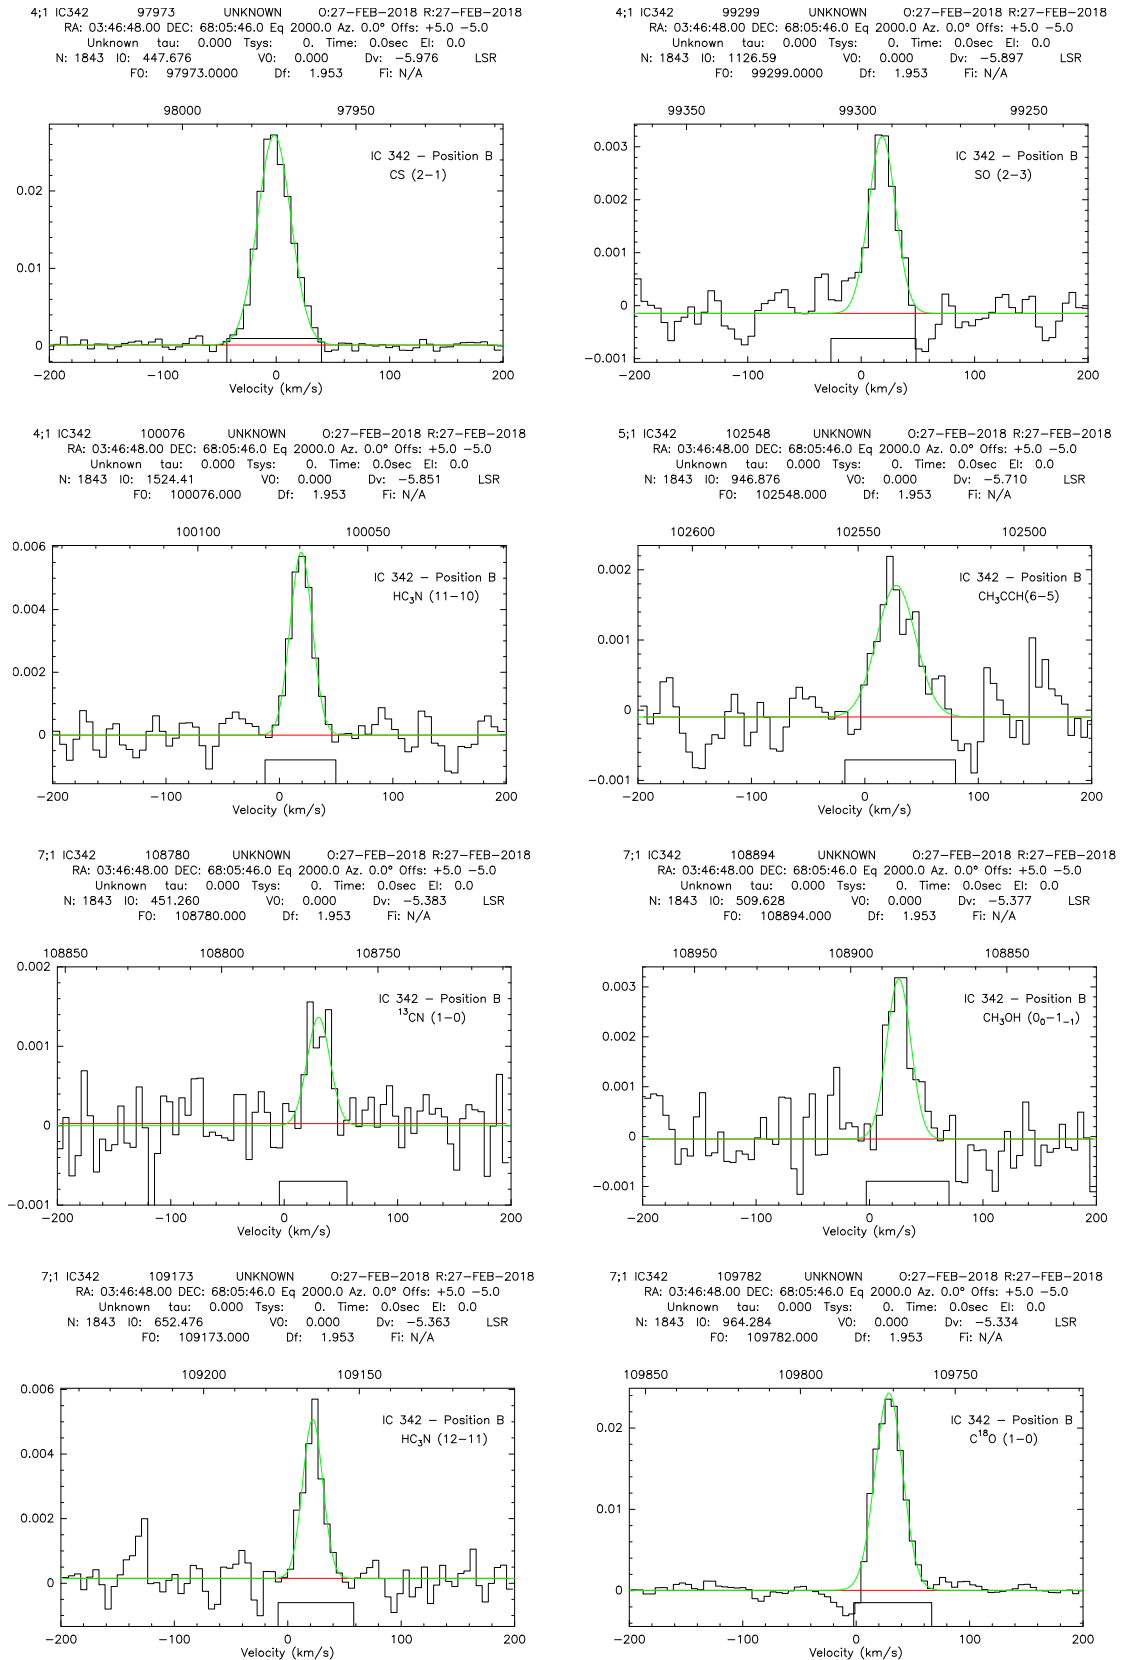 4;1 IC342 97973 UNKNOWN O:27-FEB-2018 R:27-FEB-2018
RA: 03:46:48.00 DEC: 68:05:46.0 Eq 2000.0 Az. 0.0° Offs: +5.0 -5.0
Unknown tau: 0.000 Tsys: 0. Time: 0.0sec El: 0.0
N: 1843 I0: 447.676 V0: 0.000 Dv: -5.976 LSR
F0: 97973.0000 Df: 1.953 Fi: N/A
98000 97950
IC 342 - Position B
CS (2-1)
0.02
0.01
0
-200 -100 0 100 200
Velocity (km/s)
4;1 IC342 99299 UNKNOWN O:27-FEB-2018 R:27-FEB-2018
RA: 03:46:48.00 DEC: 68:05:46.0 Eq 2000.0 Az. 0.0° Offs: +5.0 -5.0
Unknown tau: 0.000 Tsys: 0. Time: 0.0sec El: 0.0
N: 1843 I0: 1126.59 V0: 0.000 Dv: -5.897 LSR
F0: 99299.0000 Df: 1.953 Fi: N/A
99350 99300 99250
IC 342 - Position B
SO (2-3)
0.003
0.002
0.001
0
-0.001
-200 -100 0 100 200
Velocity (km/s)
4;1 IC342 100076 UNKNOWN O:27-FEB-2018 R:27-FEB-2018
RA: 03:46:48.00 DEC: 68:05:46.0 Eq 2000.0 Az. 0.0° Offs: +5.0 -5.0
Unknown tau: 0.000 Tsys: 0. Time: 0.0sec El: 0.0
N: 1843 I0: 1524.41 V0: 0.000 Dv: -5.851 LSR
F0: 100076.000 Df: 1.953 Fi: N/A
100100 100050
IC 342 - Position B
HC₃N (11-10)
0.006
0.004
0.002
0
-200 -100 0 100 200
Velocity (km/s)
5;1 IC342 102548 UNKNOWN O:27-FEB-2018 R:27-FEB-2018
RA: 03:46:48.00 DEC: 68:05:46.0 Eq 2000.0 Az. 0.0° Offs: +5.0 -5.0
Unknown tau: 0.000 Tsys: 0. Time: 0.0sec El: 0.0
N: 1843 I0: 946.876 V0: 0.000 Dv: -5.710 LSR
F0: 102548.000 Df: 1.953 Fi: N/A
102600 102550 102500
IC 342 - Position B
CH₃CCH(6-5)
0.002
0.001
0
-0.001
-200 -100 0 100 200
Velocity (km/s)
7;1 IC342 108780 UNKNOWN O:27-FEB-2018 R:27-FEB-2018
RA: 03:46:48.00 DEC: 68:05:46.0 Eq 2000.0 Az. 0.0° Offs: +5.0 -5.0
Unknown tau: 0.000 Tsys: 0. Time: 0.0sec El: 0.0
N: 1843 I0: 451.260 V0: 0.000 Dv: -5.383 LSR
F0: 108780.000 Df: 1.953 Fi: N/A
108850 108800 108750
IC 342 - Position B
¹³CN (1-0)
0.002
0.001
0
-0.001
-200 -100 0 100 200
Velocity (km/s)
7;1 IC342 108894 UNKNOWN O:27-FEB-2018 R:27-FEB-2018
RA: 03:46:48.00 DEC: 68:05:46.0 Eq 2000.0 Az. 0.0° Offs: +5.0 -5.0
Unknown tau: 0.000 Tsys: 0. Time: 0.0sec El: 0.0
N: 1843 I0: 509.628 V0: 0.000 Dv: -5.377 LSR
F0: 108894.000 Df: 1.953 Fi: N/A
108950 108900 108850
IC 342 - Position B
CH₃OH (0₀-1₋₁)
0.003
0.002
0.001
0
-0.001
-200 -100 0 100 200
Velocity (km/s)
7;1 IC342 109173 UNKNOWN O:27-FEB-2018 R:27-FEB-2018
RA: 03:46:48.00 DEC: 68:05:46.0 Eq 2000.0 Az. 0.0° Offs: +5.0 -5.0
Unknown tau: 0.000 Tsys: 0. Time: 0.0sec El: 0.0
N: 1843 I0: 652.476 V0: 0.000 Dv: -5.363 LSR
F0: 109173.000 Df: 1.953 Fi: N/A
109200 109150
IC 342 - Position B
HC₃N (12-11)
0.006
0.004
0.002
0
-200 -100 0 100 200
Velocity (km/s)
7;1 IC342 109782 UNKNOWN O:27-FEB-2018 R:27-FEB-2018
RA: 03:46:48.00 DEC: 68:05:46.0 Eq 2000.0 Az. 0.0° Offs: +5.0 -5.0
Unknown tau: 0.000 Tsys: 0. Time: 0.0sec El: 0.0
N: 1843 I0: 964.284 V0: 0.000 Dv: -5.334 LSR
F0: 109782.000 Df: 1.953 Fi: N/A
109850 109800 109750
IC 342 - Position B
C¹⁸O (1-0)
0.02
0.01
0
-200 -100 0 100 200
Velocity (km/s)